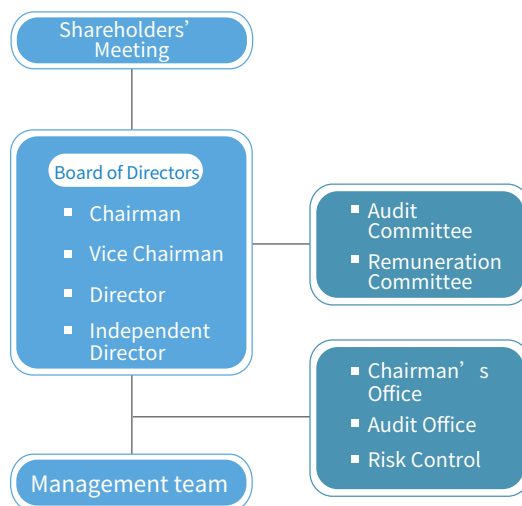 Shareholders’
Meeting
Board of Directors
Chairman
Vice Chairman
Director
Independent
Director
Audit
Committee
Remuneration
Committee
Chairman’s
Office
Audit Office
Risk Control
Management team